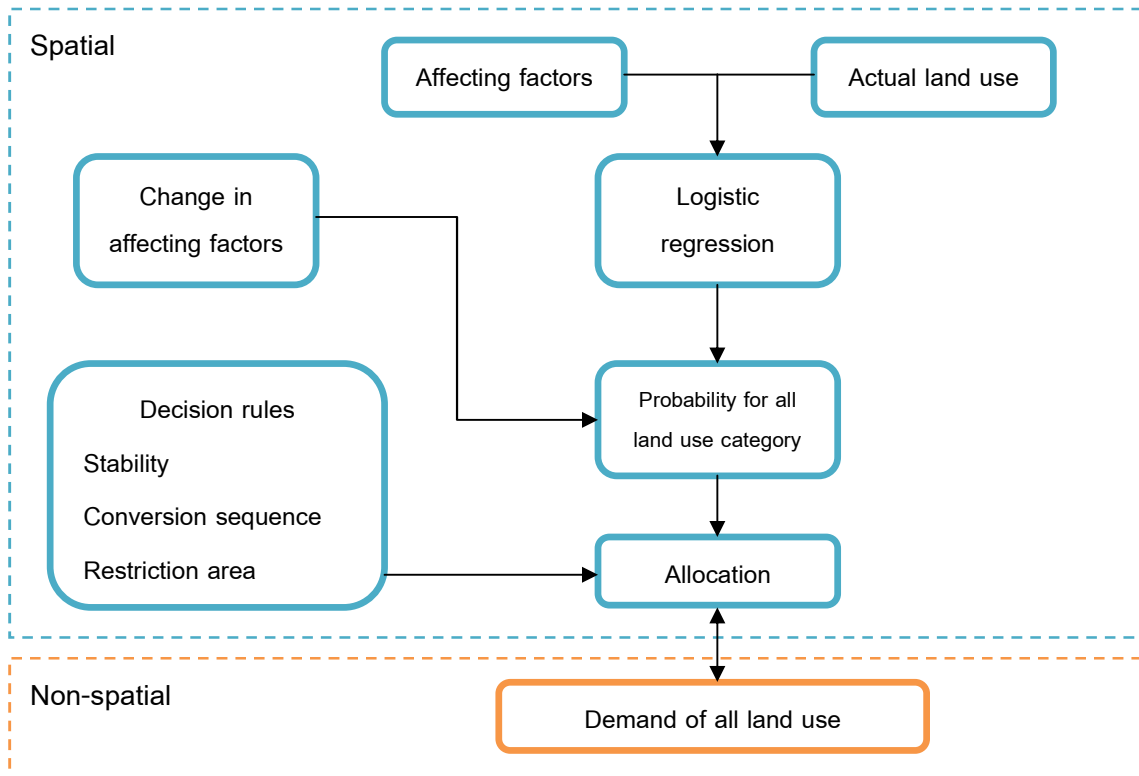 Spatial
Affecting factors
Actual land use
Change in
affecting factors
Logistic
regression
Decision rules
Stability
Conversion sequence
Restriction area
Probability for all
land use category
Allocation
Non-spatial
Demand of all land use